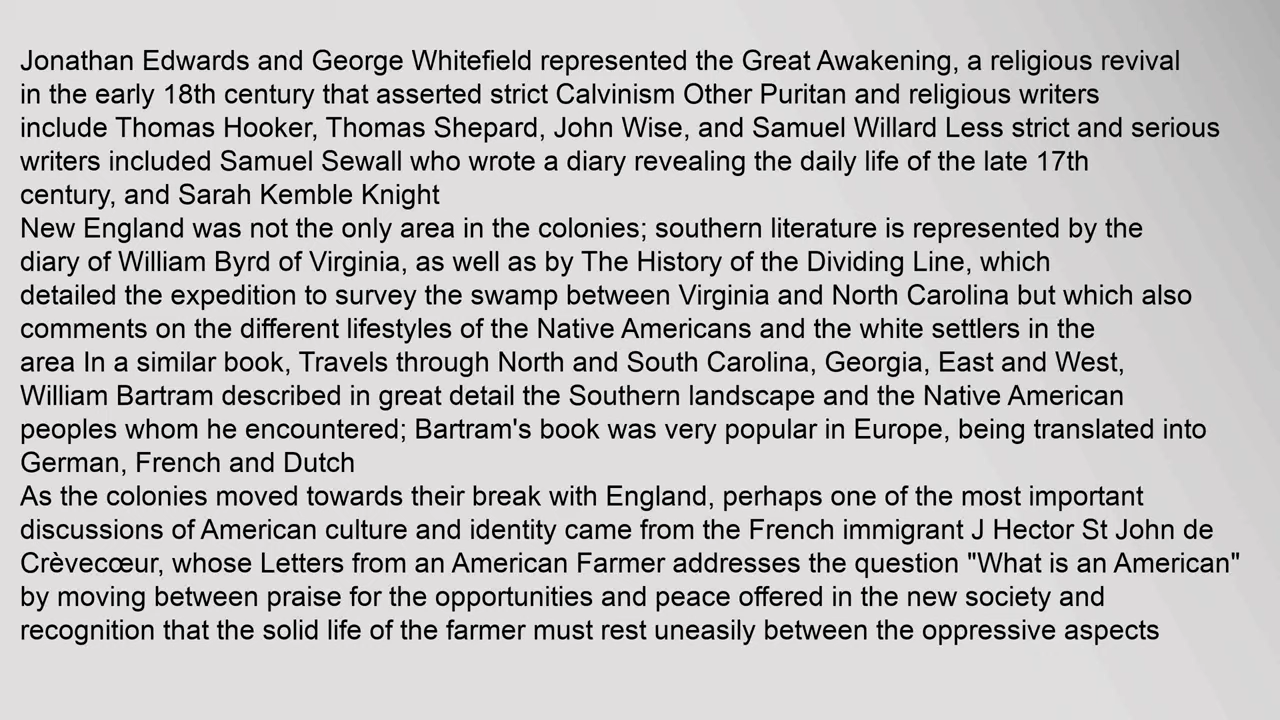 Jonathan Edwards and George Whitefield represented the Great Awakening, a religious revival
in the early 18th century that asserted strict Calvinism Other Puritan and religious writers
include Thomas Hooker, Thomas Shepard, John Wise, and Samuel Willard Less strict and serious
writers included Samuel Sewall who wrote a diary revealing the daily life of the late 17th
century, and Sarah Kemble Knight
New England was not the only area in the colonies; southern literature is represented by the
diary of William Byrd of Virginia, as well as by The History of the Dividing Line, which
detailed the expedition to survey the swamp between Virginia and North Carolina but which also
comments on the different lifestyles of the Native Americans and the white settlers in the
area In a similar book, Travels through North and South Carolina, Georgia, East and West,
William Bartram described in great detail the Southern landscape and the Native American
peoples whom he encountered; Bartram's book was very popular in Europe, being translated into
German, French and Dutch
As the colonies moved towards their break with England, perhaps one of the most important
discussions of American culture and identity came from the French immigrant J Hector St John de
Crèvecœur, whose Letters from an American Farmer addresses the question "What is an American"
by moving between praise for the opportunities and peace offered in the new society and
recognition that the solid life of the farmer must rest uneasily between the oppressive aspects